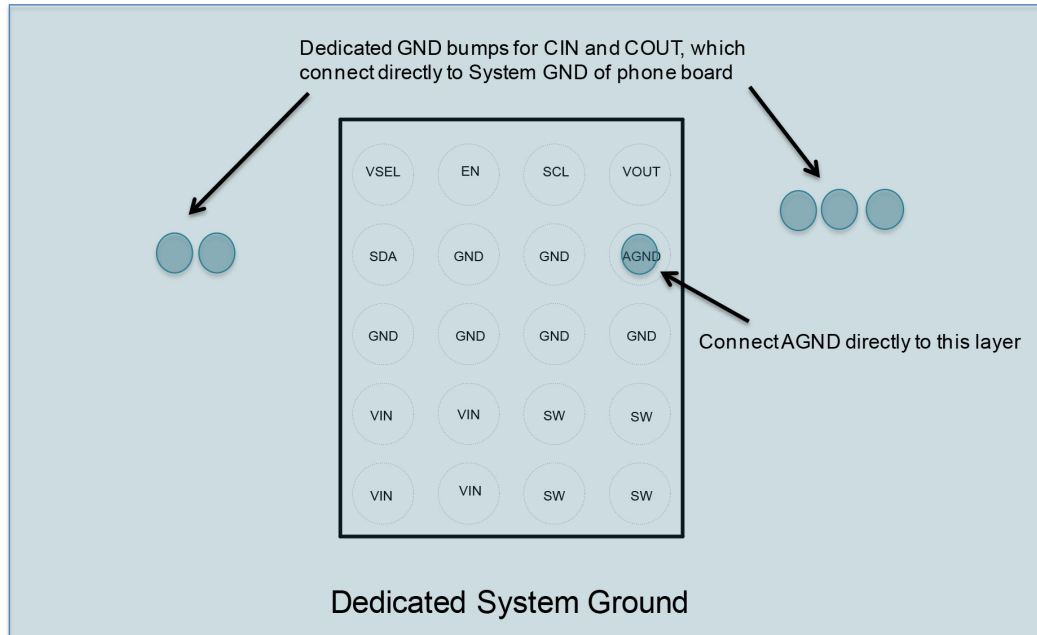 Dedicated GND bumps for CIN and COUT, which
connect directly to System GND of phone board
VSEL EN SCL VOUT
SDA GND GND AGND
GND GND GND GND
Connect AGND directly to this layer
VIN VIN SW SW
VIN VIN SW SW
Dedicated System Ground